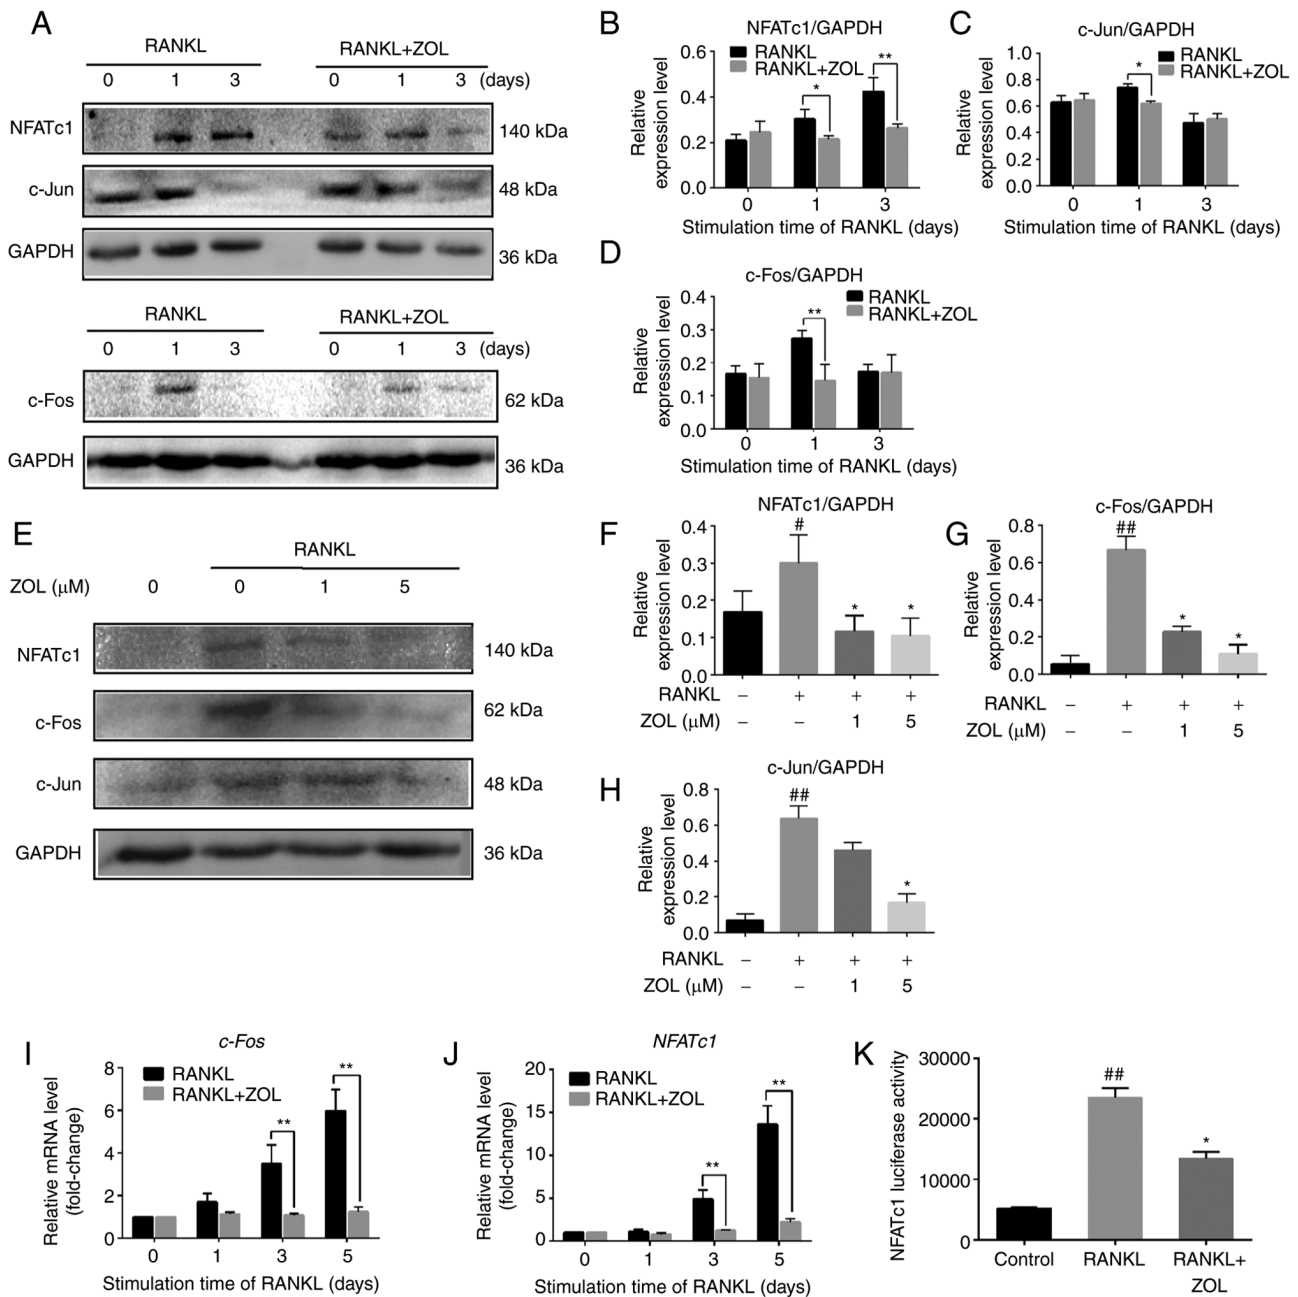 A
RANKL
RANKL+ZOL
0 1 3 0 1 3 (days)
NFATc1 140 kDa
c-Jun 48 kDa
GAPDH 36 kDa
RANKL
RANKL+ZOL
0 1 3 0 1 3 (days)
c-Fos 62 kDa
GAPDH 36 kDa
B
NFATc1/GAPDH
RANKL
RANKL+ZOL
Relative
expression level
0.6
0.4
0.2
0.0
*
**
0 1 3
Stimulation time of RANKL (days)
C
c-Jun/GAPDH
RANKL
RANKL+ZOL
Relative
expression level
1.0
0.8
0.6
0.4
0.2
0.0
*
0 1 3
Stimulation time of RANKL (days)
D
c-Fos/GAPDH
RANKL
RANKL+ZOL
Relative
expression level
0.4
0.3
0.2
0.1
0.0
**
0 1 3
Stimulation time of RANKL (days)
E
RANKL
ZOL (μM) 0 0 1 5
NFATc1 140 kDa
c-Fos 62 kDa
c-Jun 48 kDa
GAPDH 36 kDa
F
NFATc1/GAPDH
Relative
expression level
0.4
0.3
0.2
0.1
0.0
#
* *
RANKL – + + +
ZOL (μM) – – 1 5
G
c-Fos/GAPDH
Relative
expression level
0.8
0.6
0.4
0.2
0.0
##
*
*
RANKL – + + +
ZOL (μM) – – 1 5
H
c-Jun/GAPDH
Relative
expression level
0.8
0.6
0.4
0.2
0.0
##
*
RANKL – + + +
ZOL (μM) – – 1 5
I
c-Fos
RANKL
RANKL+ZOL
Relative mRNA level
(fold-change)
8
6
4
2
0
**
**
0 1 3 5
Stimulation time of RANKL (days)
J
NFATc1
RANKL
RANKL+ZOL
Relative mRNA level
(fold-change)
20
15
10
5
0
**
**
0 1 3 5
Stimulation time of RANKL (days)
K
NFATc1 luciferase activity
30000
20000
10000
0
##
*
Control RANKL RANKL+
ZOL